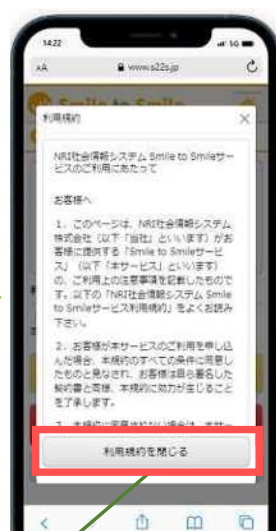 14:22
5G
AA
www.s22s.jp
Smile to Smile
利用規約
NRI社会情報システム Smile to Smileサー
ビスのご利用にあたって
お客様へ
1. このページは、NRI社会情報システム
株式会社(以下「当社」といいます)がお
客様に提供する「Smile to Smileサービ
ス」(以下「本サービス」といいます)
の、ご利用上の注意事項を記載したもので
す。以下の「NRI社会情報システム Smile
to Smileサービス利用規約」をよくお読み
下さい。
2. お客様が本サービスのご利用を申し込
んだ場合、本規約のすべての条件に同意し
たものと見なされ、お客様は自ら署名した
契約書と同様、本規約に効力が生じること
を了承します。
利用規約を閉じる